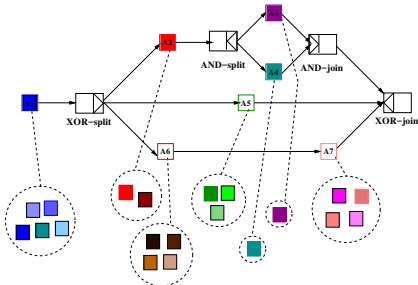 A3
A2
AND-split
AND-join
A4
A1
XOR-split
A5
XOR-join
A6
A7